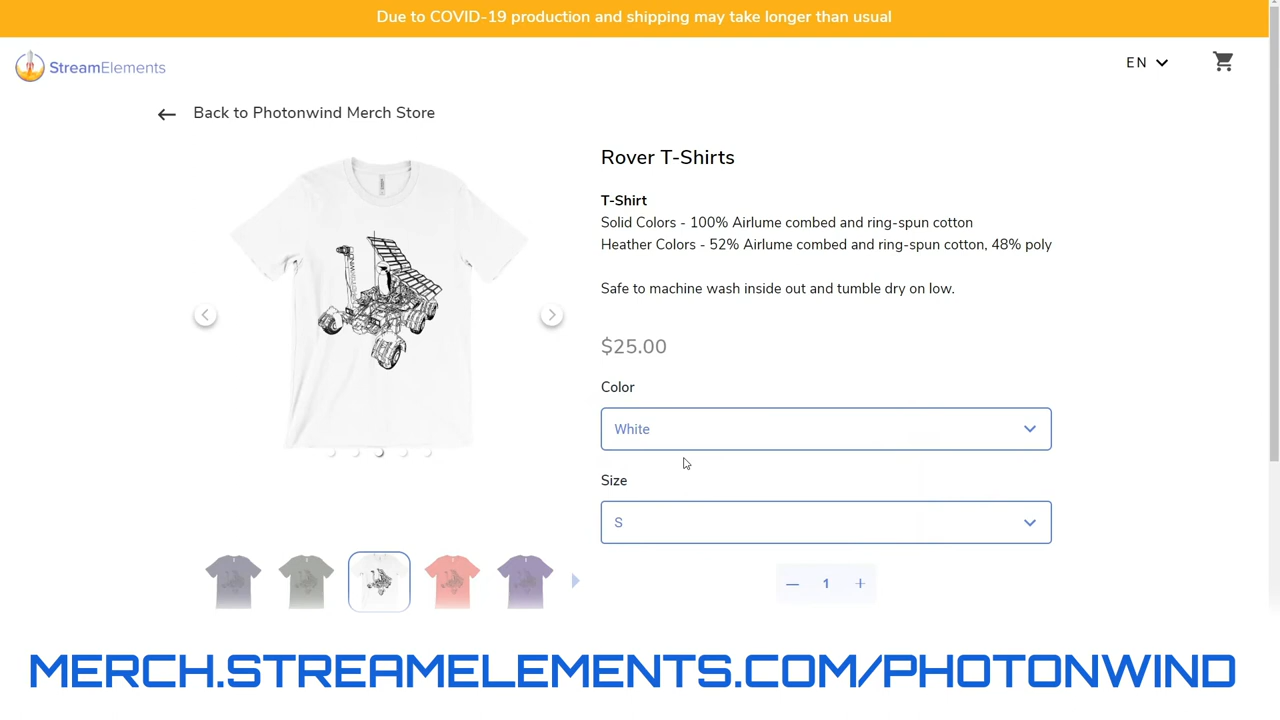 Due to COVID-19 production and shipping may take longer than usual
StreamElements
EN
Back to Photonwind Merch Store
Rover T-Shirts
T-Shirt
Solid Colors - 100% Airlume combed and ring-spun cotton
Heather Colors - 52% Airlume combed and ring-spun cotton, 48% poly
Safe to machine wash inside out and tumble dry on low.
$25.00
Color
White
Size
S
1
MERCH.STREAMELEMENTS.COM/PHOTONWIND